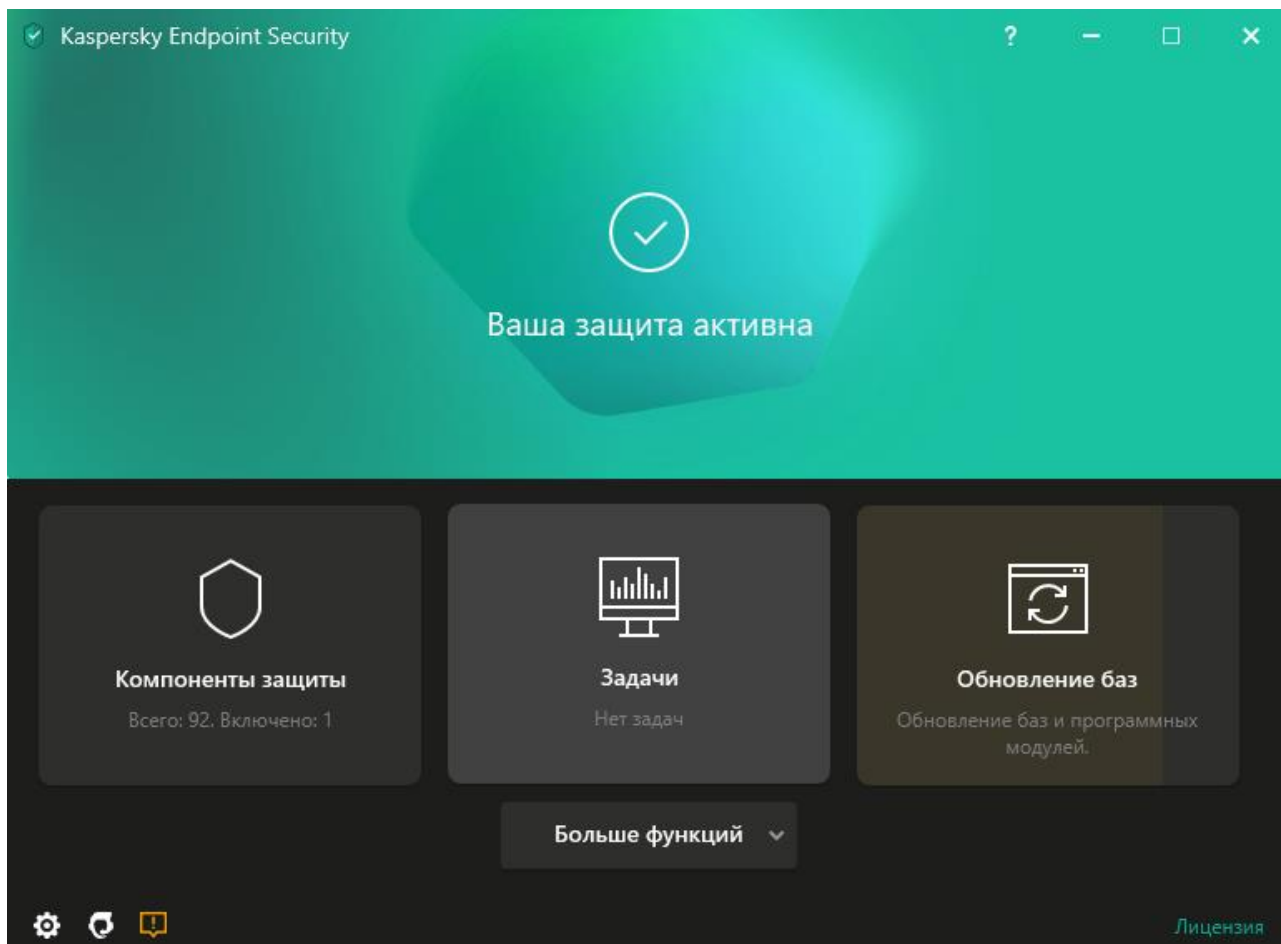 Kaspersky Endpoint Security
?
Ваша защита активна
Компоненты защиты
Всего: 92. Включено: 1
Задачи
Нет задач
Обновление баз
Обновление баз и программных
модулей.
Больше функций
Лицензия